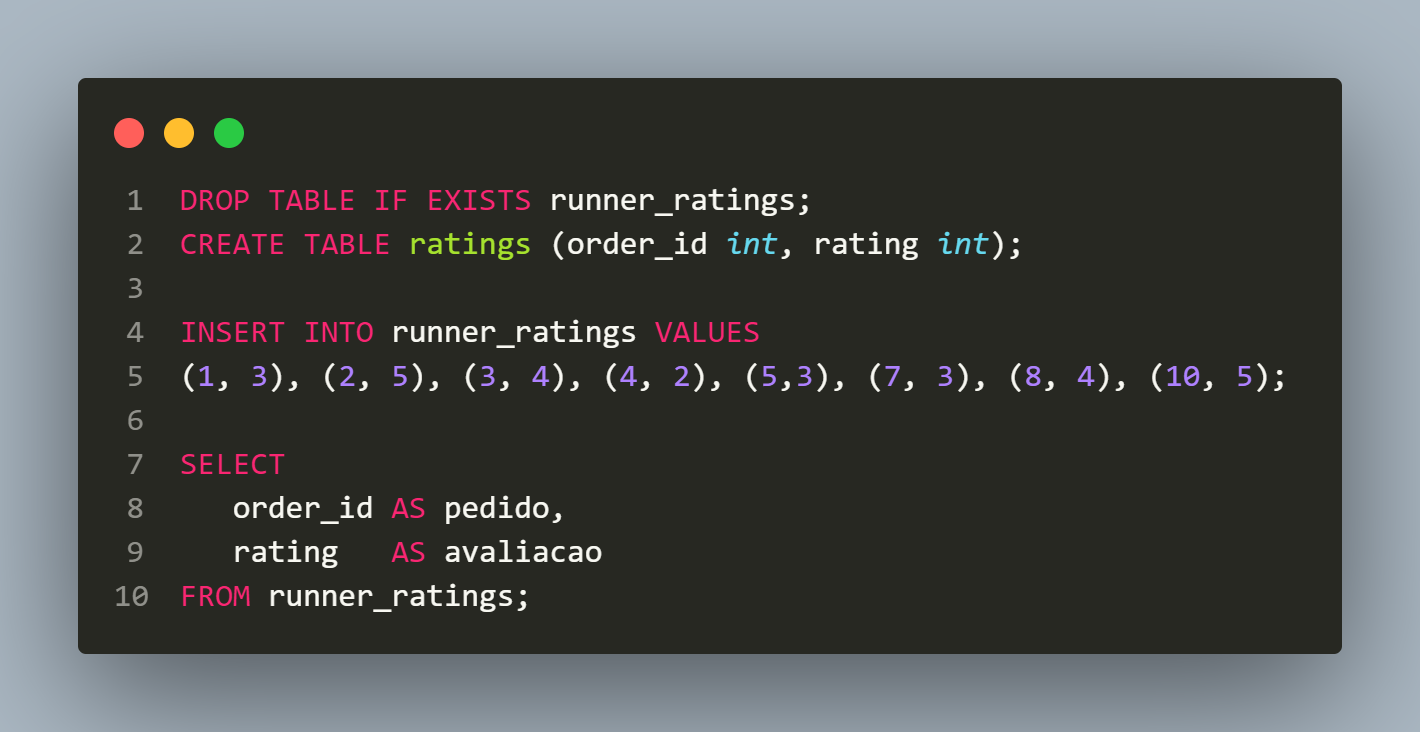 1 DROP TABLE IF EXISTS runner_ratings;
2 CREATE TABLE ratings (order_id int, rating int);
3
4 INSERT INTO runner_ratings VALUES
5 (1, 3), (2, 5), (3, 4), (4, 2), (5,3), (7, 3), (8, 4), (10, 5);
6
7 SELECT
8    order_id AS pedido,
9    rating   AS avaliacao
10 FROM runner_ratings;